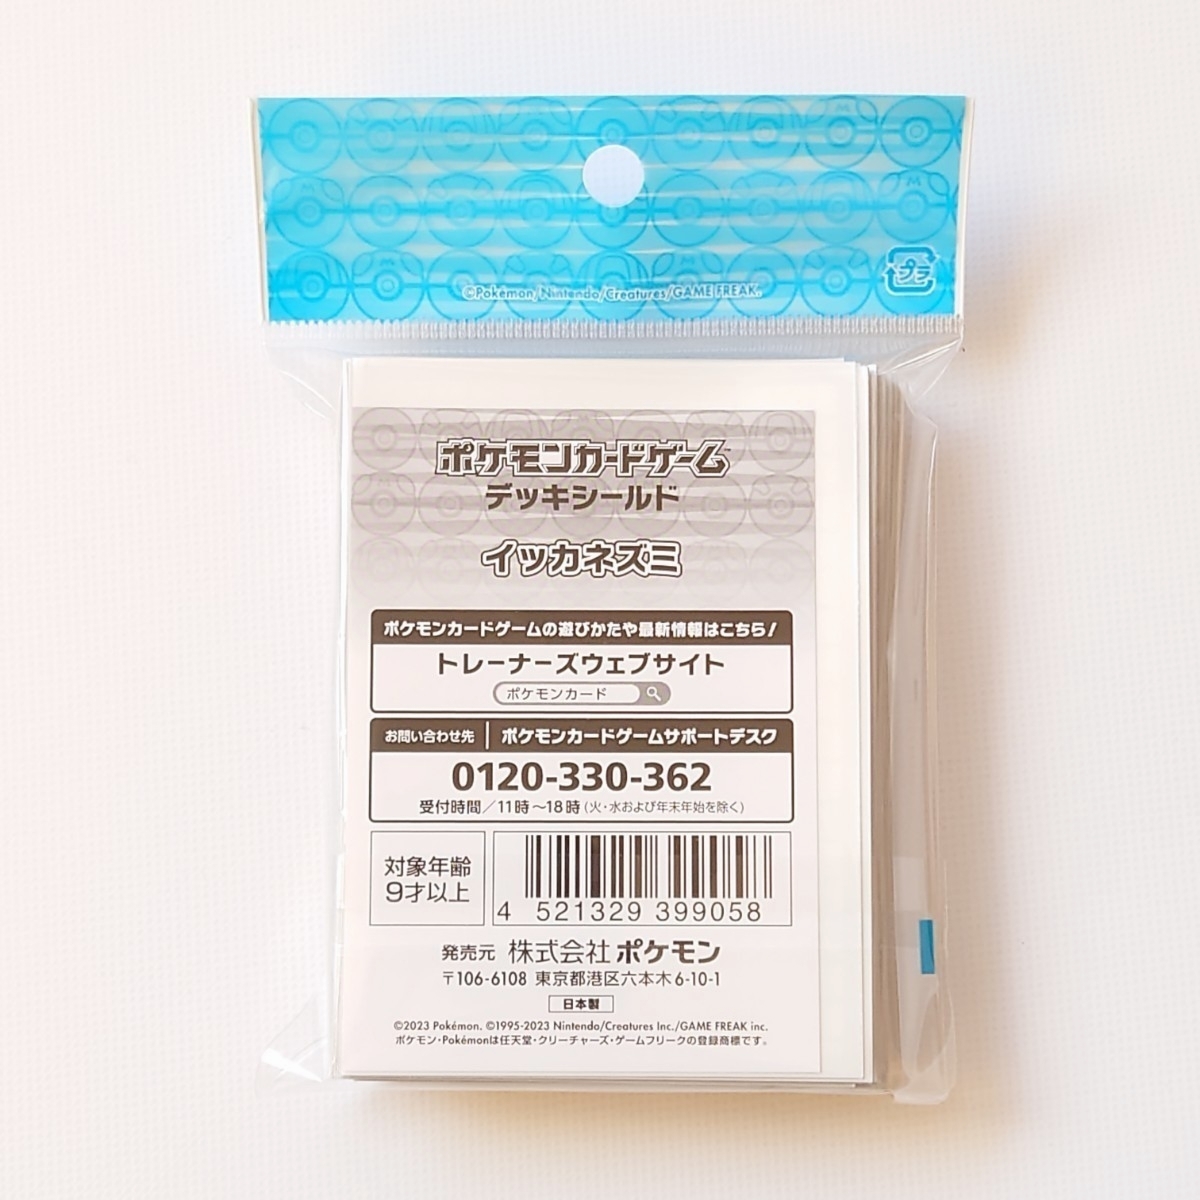 ©Pokémon/Nintendo/Creatures/GAME FREAK.
プラ
ポケモンカードゲーム™
デッキシールド
イッカネズミ
ポケモンカードゲームの遊びかたや最新情報はこちら!
トレーナーズウェブサイト
ポケモンカード
お問い合わせ先 ポケモンカードゲームサポートデスク
0120-330-362
受付時間/11時~18時(火・水および年末年始を除く)
対象年齢
9才以上
4 521329 399058
発売元 株式会社 ポケモン
〒106-6108 東京都港区六本木6-10-1
日本製
©2023 Pokémon. ©1995-2023 Nintendo/Creatures Inc./GAME FREAK inc.
ポケモン・Pokémonは任天堂・クリーチャーズ・ゲームフリークの登録商標です。